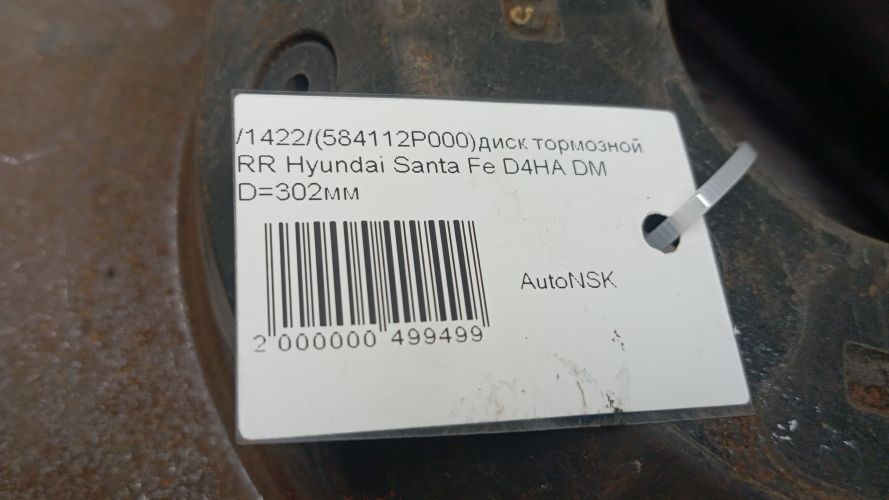 /1422/(584112P000)диск тормозной
RR Hyundai Santa Fe D4HA DM
D=302мм
AutoNSK
2 000000 499499